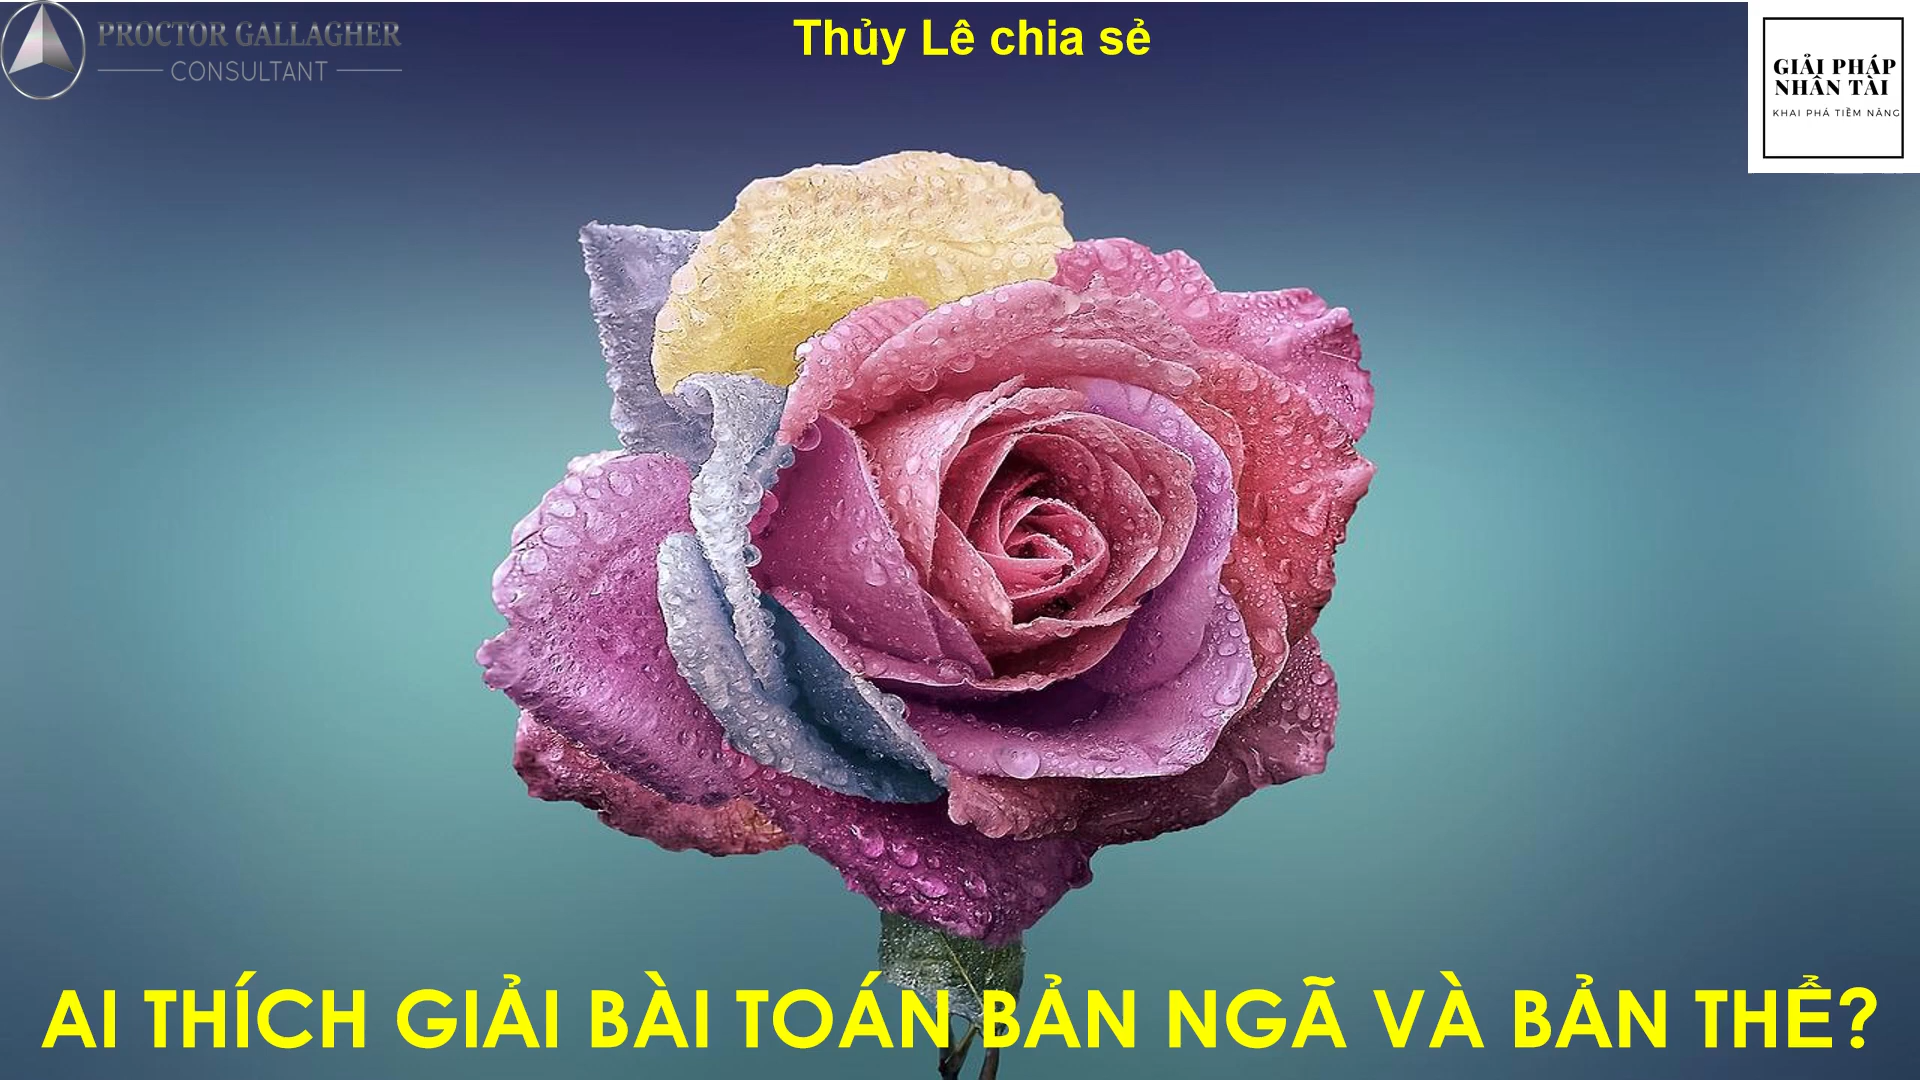 PROCTOR GALLAGHER
CONSULTANT
Thủy Lê chia sẻ
GIẢI PHÁP
NHÂN TÀI
KHAI PHÁ TIỀM NĂNG
AI THÍCH GIẢI BÀI TOÁN BẢN NGÃ VÀ BẢN THỂ?